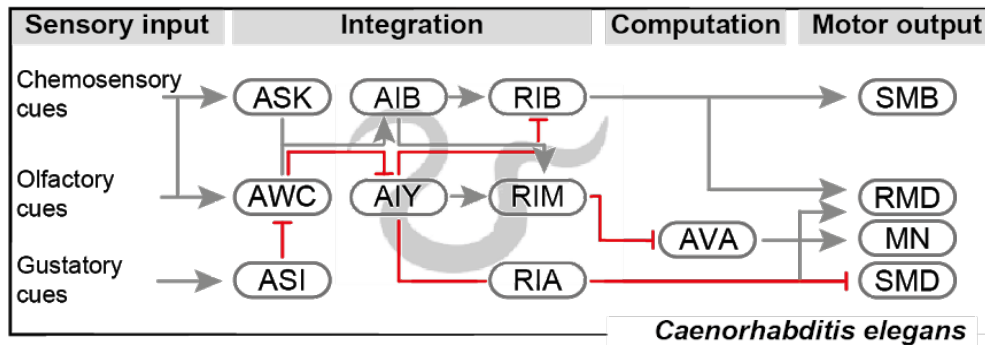 Sensory input Integration Computation Motor output
Chemosensory
cues
ASK AIB RIB SMB
Olfactory
cues
AWC AIY RIM RMD
AVA MN
Gustatory
cues
ASI RIA SMD
Caenorhabditis elegans